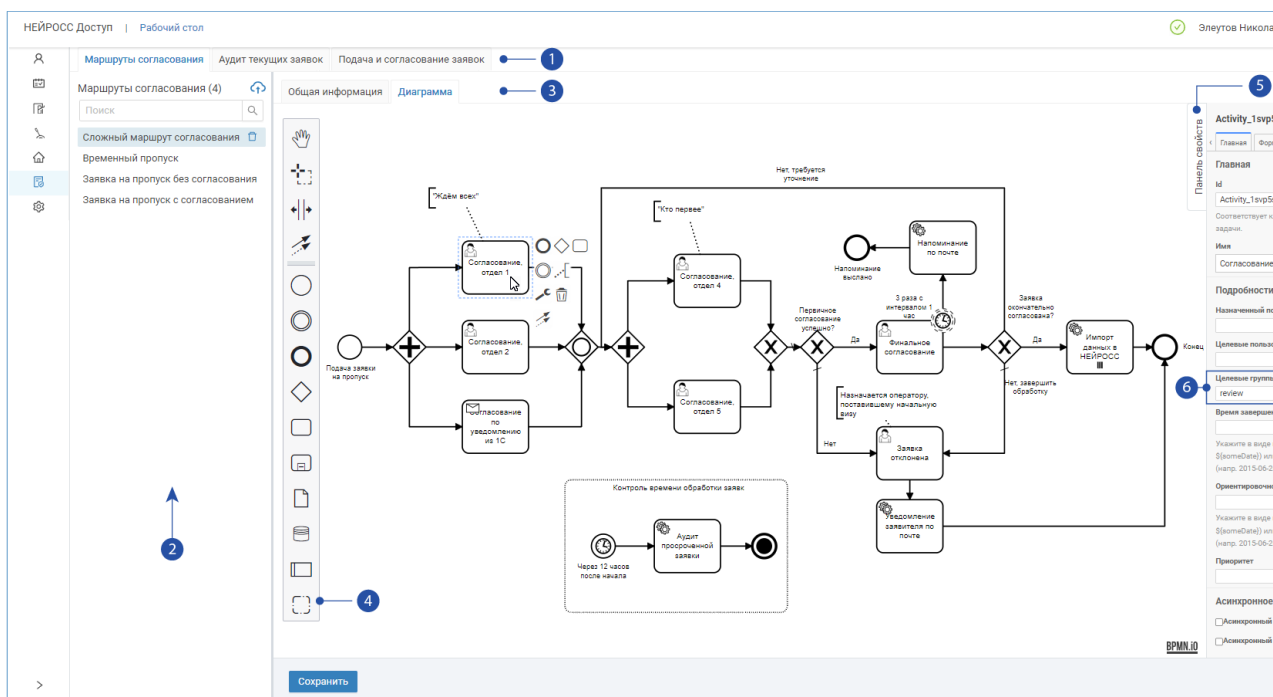 НЕЙРОСС Доступ | Рабочий стол
Элеутов Никола
Маршруты согласования
Аудит текущих заявок
Подача и согласование заявок
1
Маршруты согласования (4)
Поиск
Сложный маршрут согласования
Временный пропуск
Заявка на пропуск без согласования
Заявка на пропуск с согласованием
2
Общая информация
Диаграмма
3
4
"Ждём всех"
Согласование,
отдел 1
Согласование,
отдел 2
Согласование
по
уведомлению
из 1С
Подача заявки
на пропуск
"Кто первее"
Согласование,
отдел 4
Согласование,
отдел 5
Нет, требуется
уточнение
Первичное
согласование
успешно?
Да
Нет
Напоминание
по почте
Напоминание
выслано
3 раза с
интервалом 1
час
Финальное
согласование
Заявка
окончательно
согласована?
Да
Нет, завершить
обработку
Импорт
данных в
НЕЙРОСС
Конец
Назначается оператору,
поставившему начальную
визу
Заявка
отклонена
Уведомление
заявителя по
почте
Контроль времени обработки заявк
Через 12 часов
после начала
Аудит
просроченной
заявки
BPMN.iO
Сохранить
5
Панель свойств
Activity_1svp5
Главная
Фор
Главная
Id
Activity_1svp5
Соответствует к
задачи.
Имя
Согласование
Подробности
Назначенный по
Целевые пользо
6
Целевые группы
review
Время завершен
Укажите в виде
${someDate}) ил
(напр. 2015-06-2
Ориентировочно
Укажите в виде
${someDate}) ил
(напр. 2015-06-2
Приоритет
Асинхронное
Асинхронный
Асинхронный